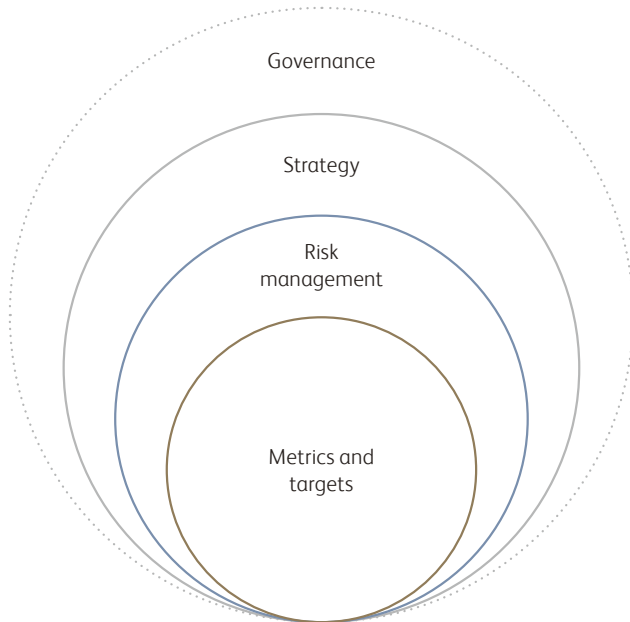 Governance
Strategy
Risk
management
Metrics and
targets